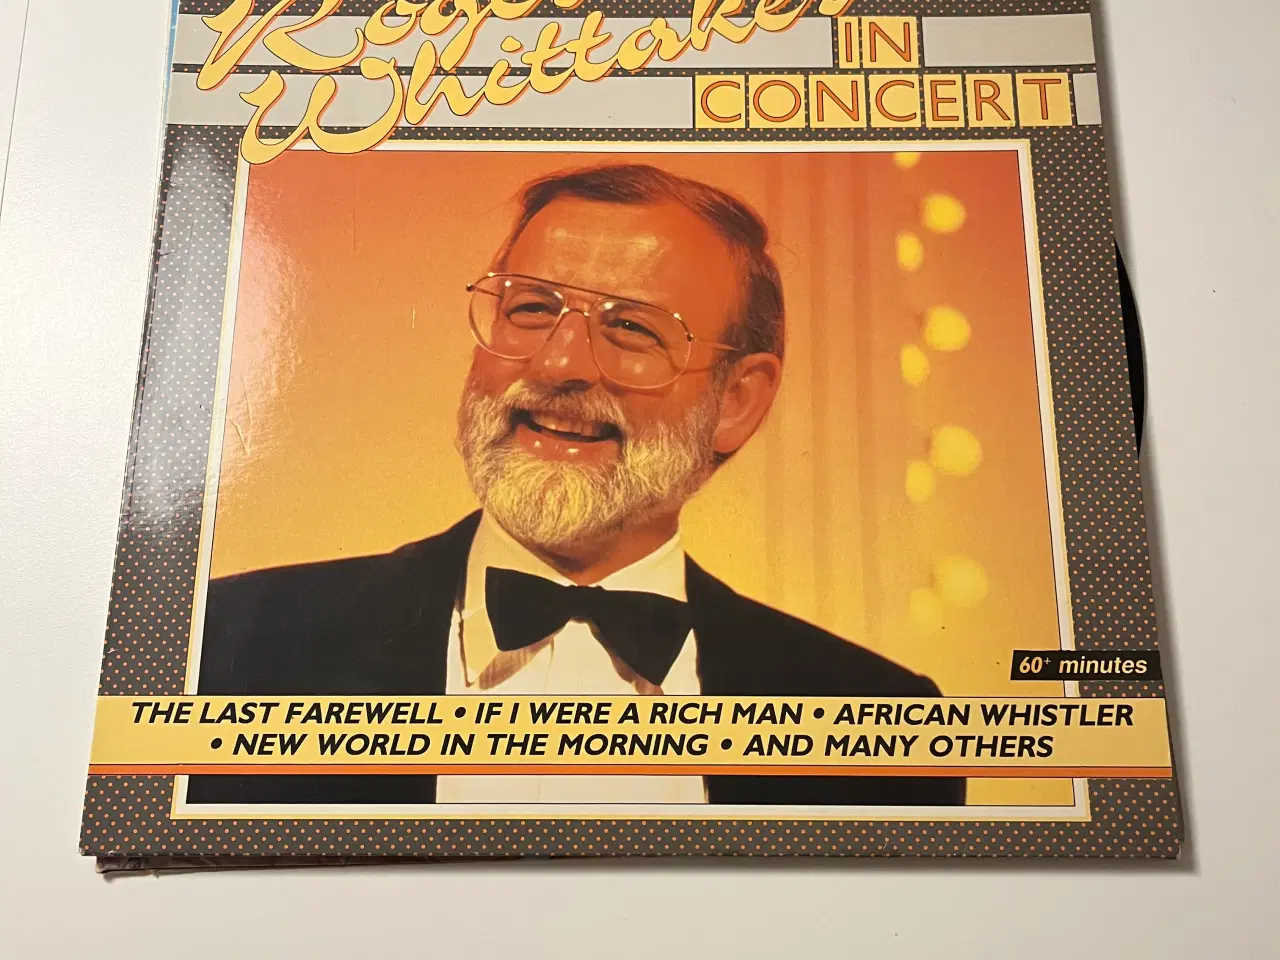 Roger
Whittaker
IN
CONCERT
60+ minutes
THE LAST FAREWELL • IF I WERE A RICH MAN • AFRICAN WHISTLER
• NEW WORLD IN THE MORNING • AND MANY OTHERS